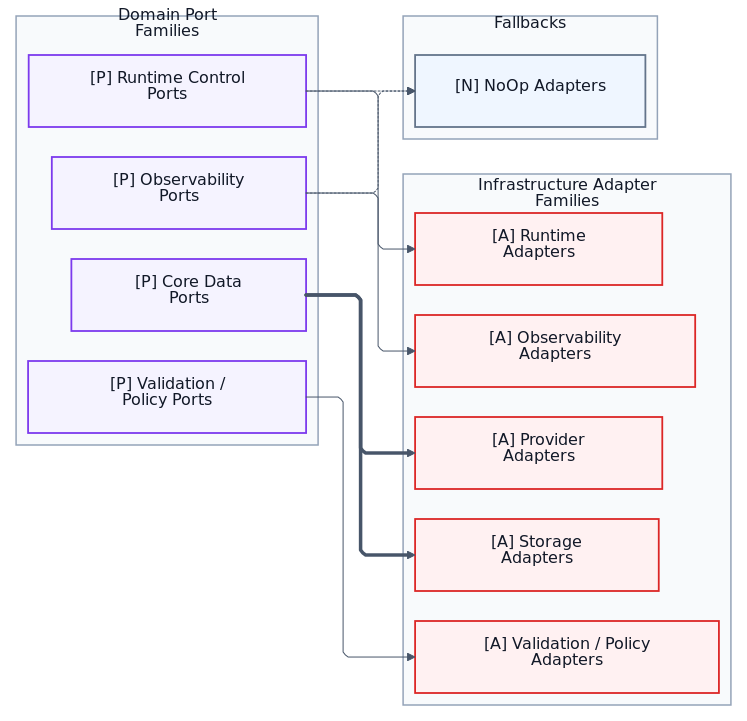 Domain Port
Families
[P] Runtime Control
Ports
[P] Observability
Ports
[P] Core Data
Ports
[P] Validation /
Policy Ports
Fallbacks
[N] NoOp Adapters
Infrastructure Adapter
Families
[A] Runtime
Adapters
[A] Observability
Adapters
[A] Provider
Adapters
[A] Storage
Adapters
[A] Validation / Policy
Adapters